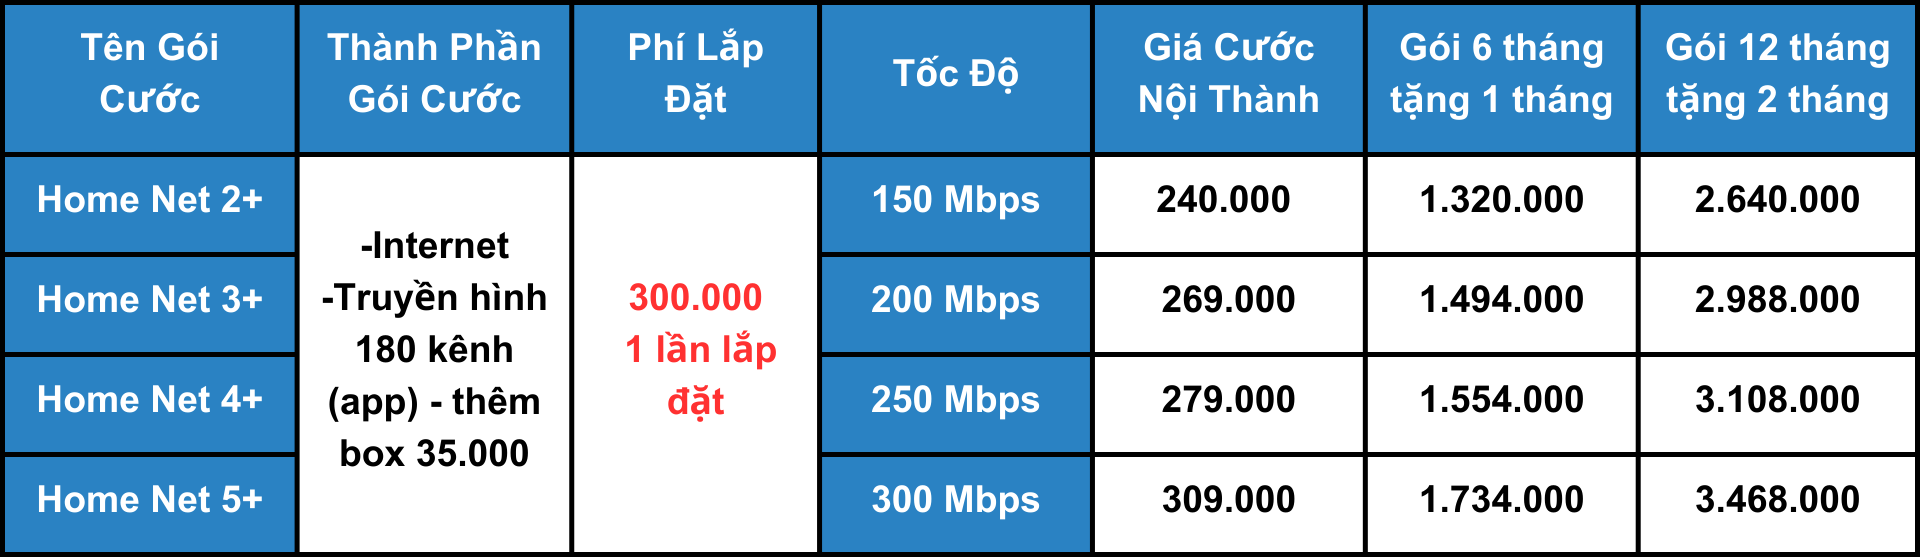 Tên Gói
Cước
Thành Phần
Gói Cước
Phí Lắp
Đặt
Tốc Độ
Giá Cước
Nội Thành
Gói 6 tháng
tặng 1 tháng
Gói 12 tháng
tặng 2 tháng
Home Net 2+
-Internet
-Truyền hình
180 kênh
(app) - thêm
box 35.000
300.000
1 lần lắp
đặt
150 Mbps
240.000
1.320.000
2.640.000
Home Net 3+
200 Mbps
269.000
1.494.000
2.988.000
Home Net 4+
250 Mbps
279.000
1.554.000
3.108.000
Home Net 5+
300 Mbps
309.000
1.734.000
3.468.000